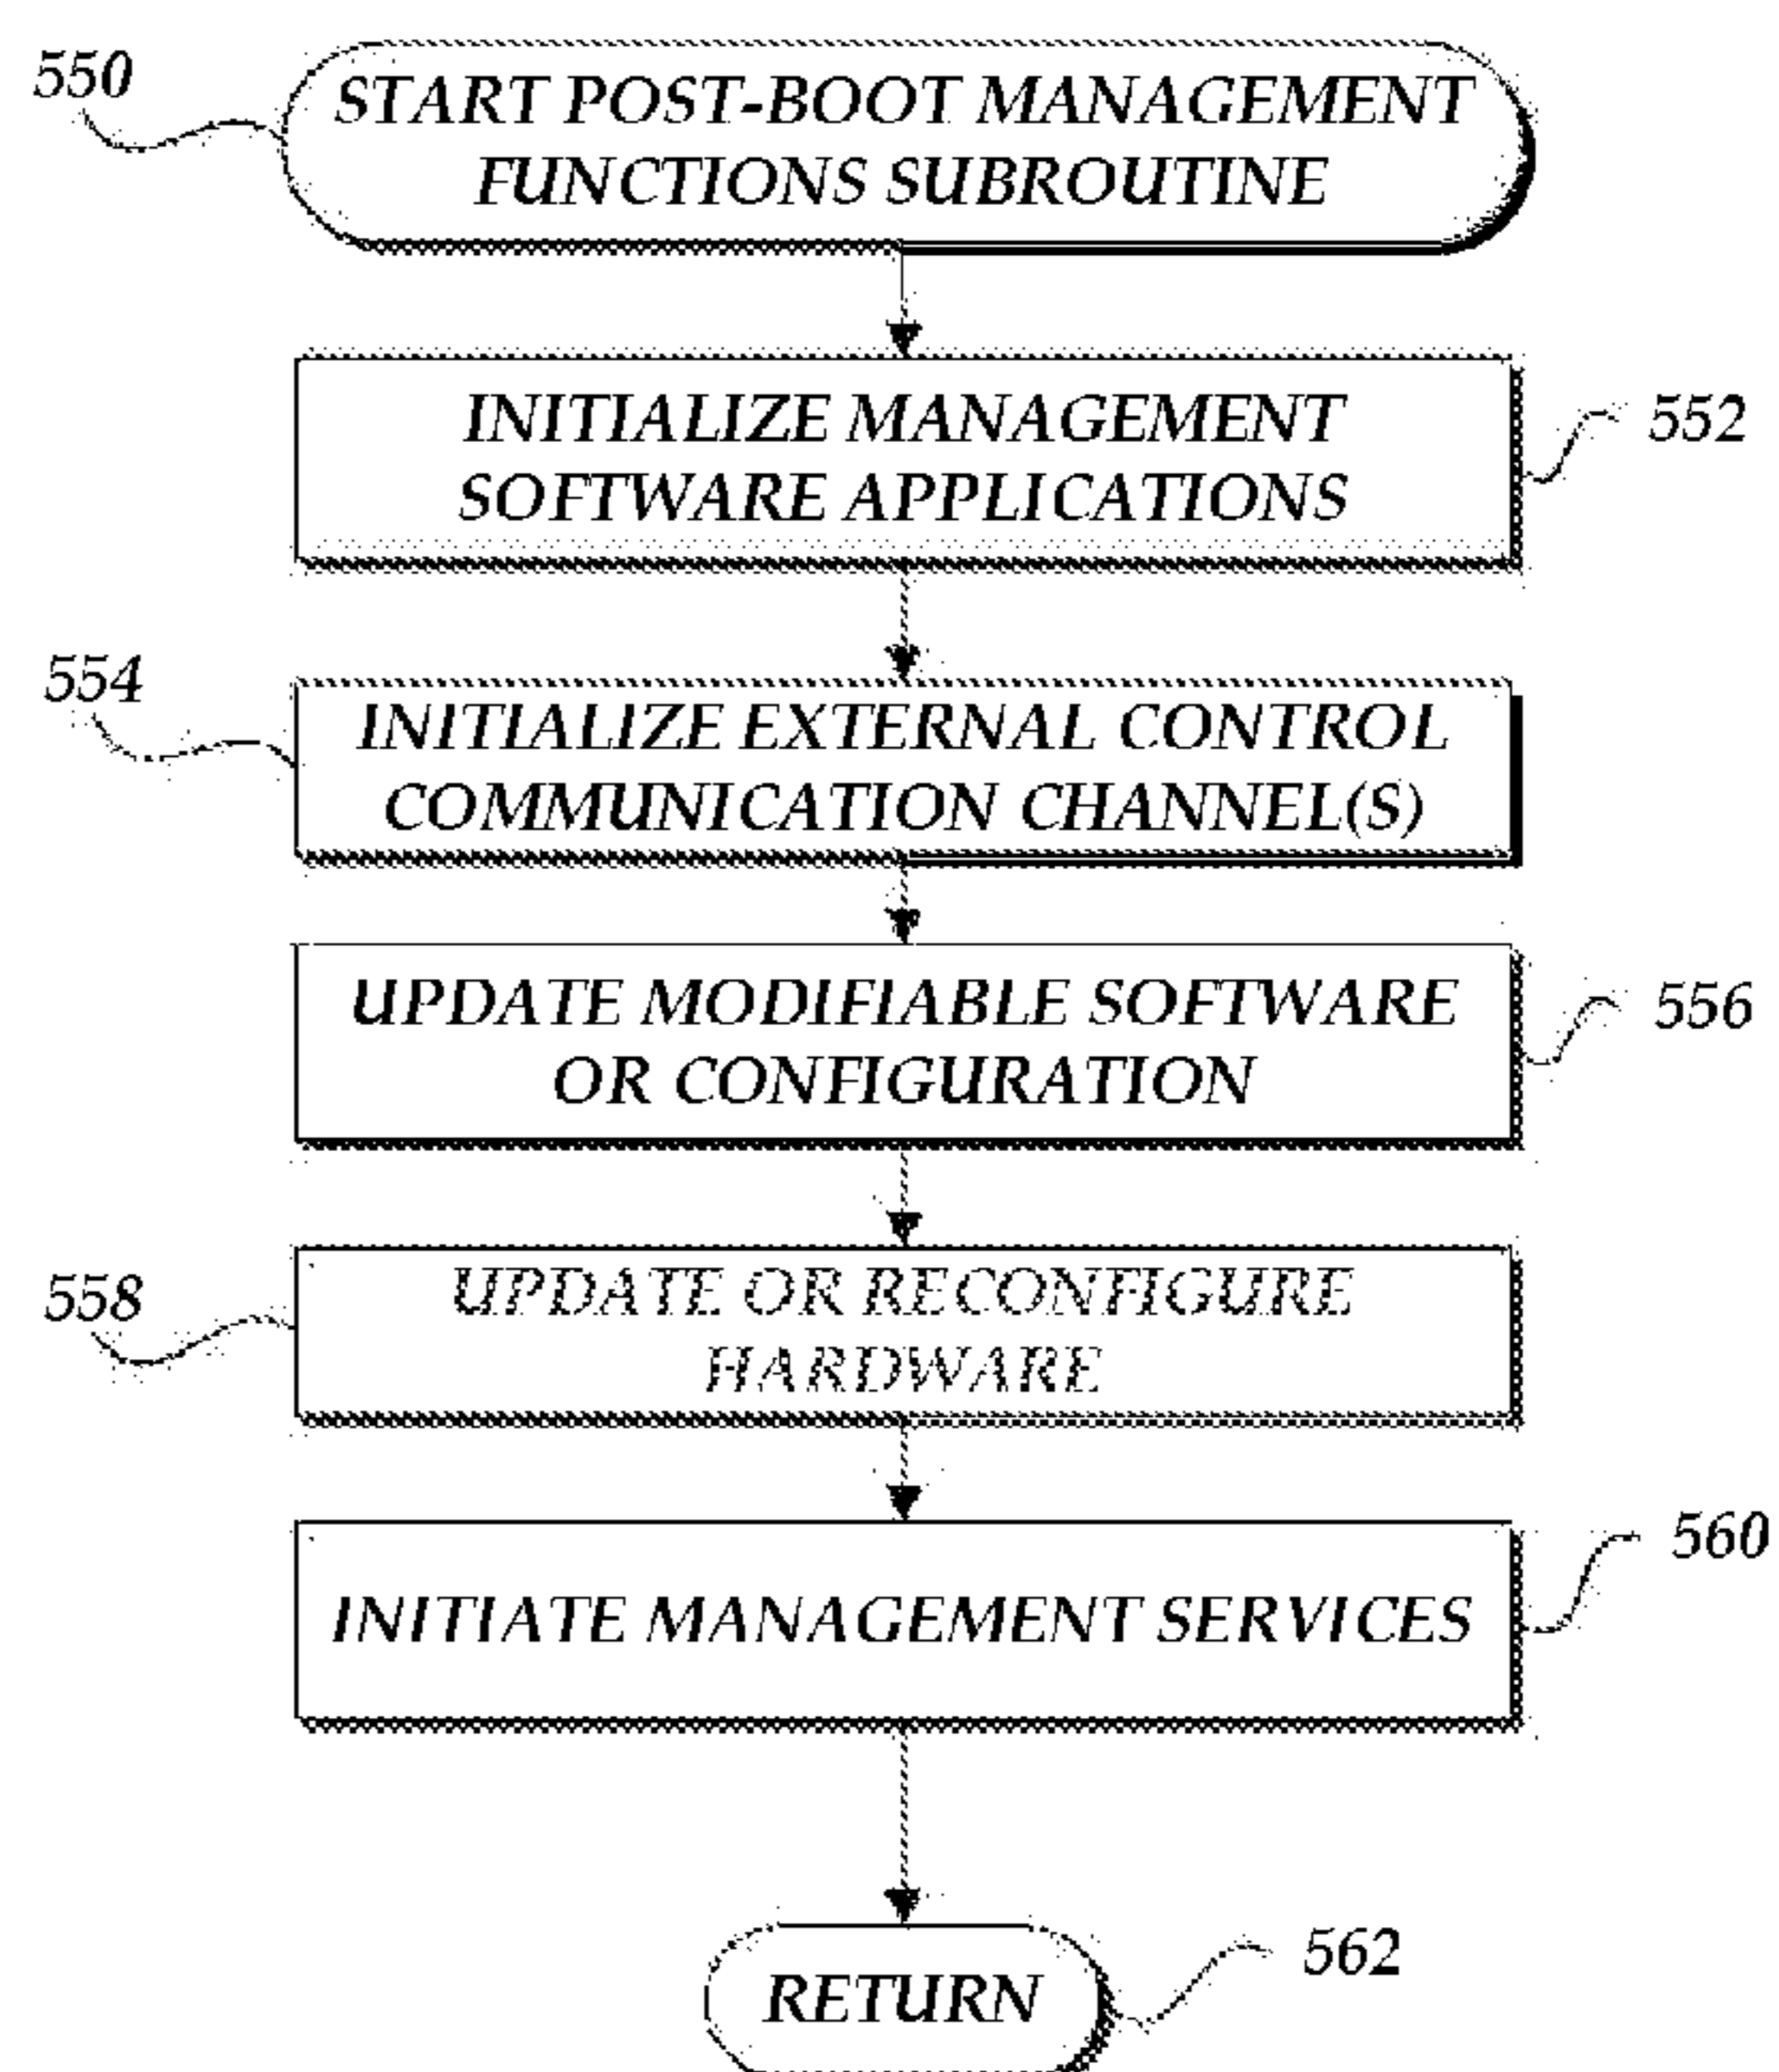 550
START POST-BOOT MANAGEMENT
FUNCTIONS SUBROUTINE
INITIALIZE MANAGEMENT
SOFTWARE APPLICATIONS
552
554
INITIALIZE EXTERNAL CONTROL
COMMUNICATION CHANNEL(S)
UPDATE MODIFIABLE SOFTWARE
OR CONFIGURATION
556
558
UPDATE OR RECONFIGURE
HARDWARE
INITIATE MANAGEMENT SERVICES
560
RETURN
562